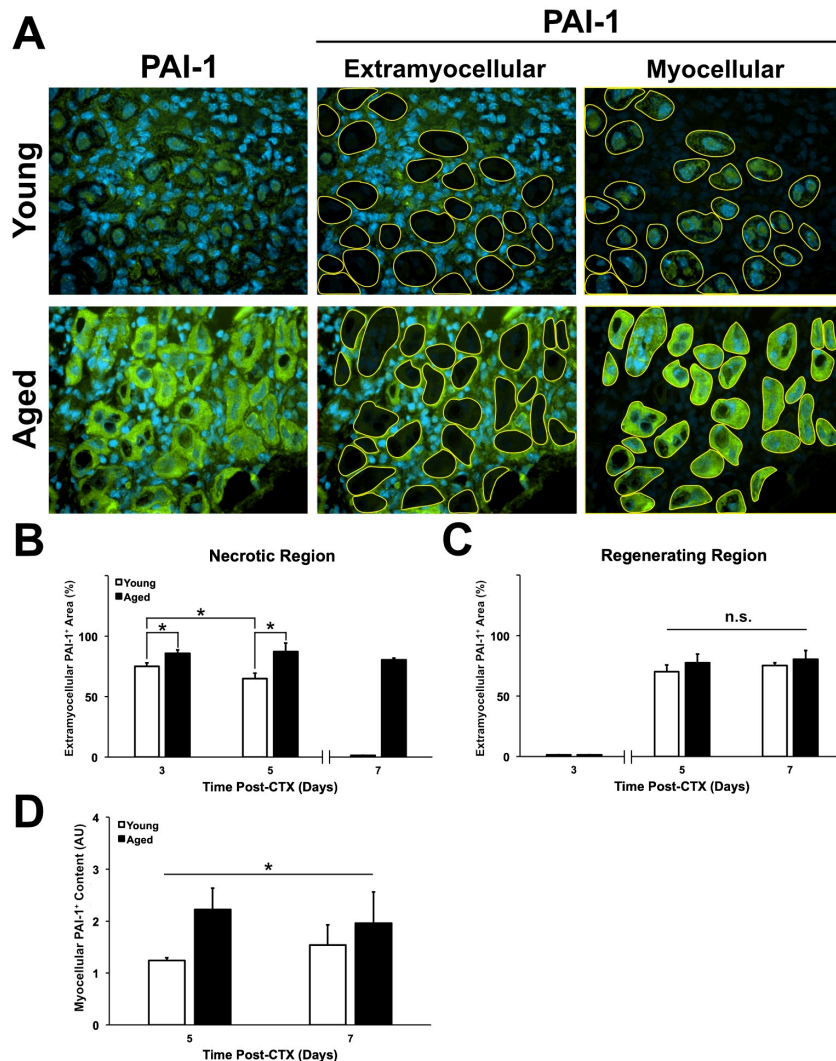 A
PAI-1
PAI-1
Extramyocellular
Myocellular
Young
Aged
B
Necrotic Region
Young
Aged
Extramyocellular PAI-1⁺ Area (%)
100
50
0
*
*
*
3
5
7
Time Post-CTX (Days)
C
Regenerating Region
Extramyocellular PAI-1⁺ Area (%)
100
50
0
n.s.
3
5
7
Time Post-CTX (Days)
D
Young
Aged
Myocellular PAI-1⁺ Content (AU)
4
3
2
1
0
*
5
7
Time Post-CTX (Days)